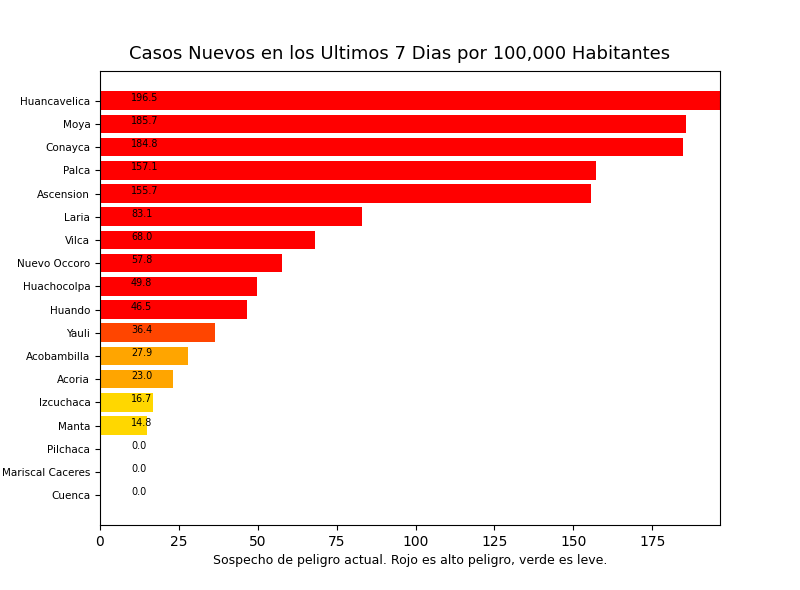 Casos Nuevos en los Ultimos 7 Dias por 100,000 Habitantes
Huancavelica 196.5
Moya 185.7
Conayca 184.8
Palca 157.1
Ascension 155.7
Laria 83.1
Vilca 68.0
Nuevo Occoro 57.8
Huachocolpa 49.8
Huando 46.5
Yauli 36.4
Acobambilla 27.9
Acoria 23.0
Izcuchaca 16.7
Manta 14.8
Pilchaca 0.0
Mariscal Caceres 0.0
Cuenca 0.0
0 25 50 75 100 125 150 175
Sospecho de peligro actual. Rojo es alto peligro, verde es leve.